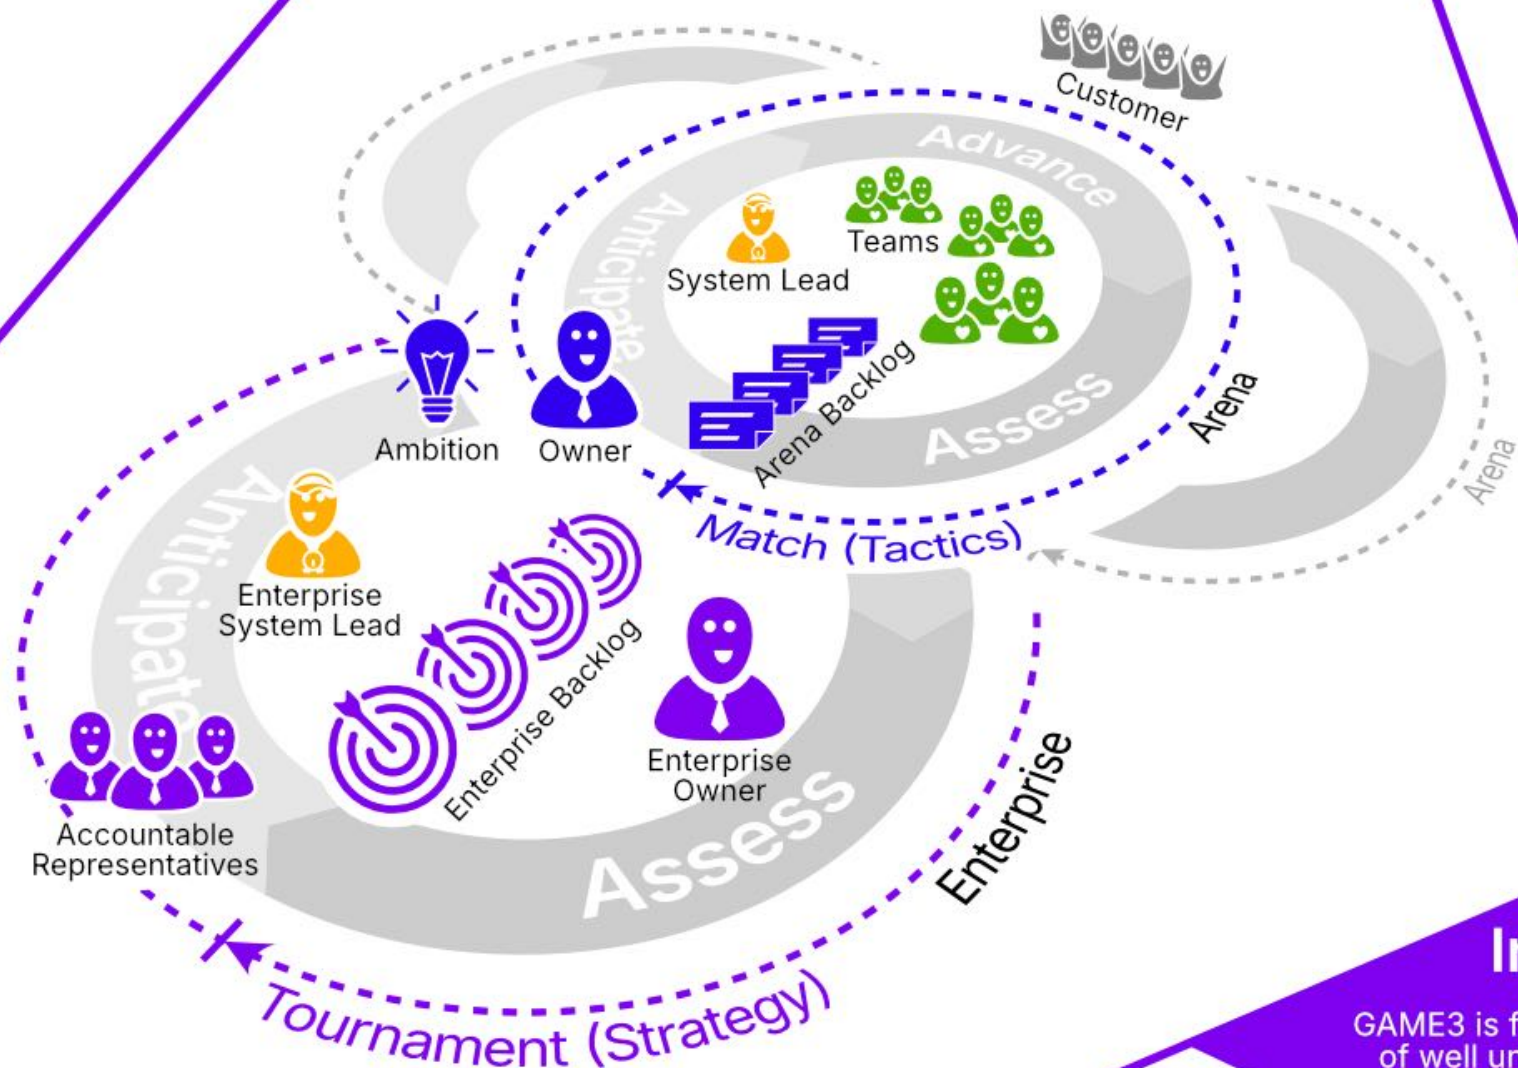 Customer
Advance
Anticipate
System Lead
Teams
Arena Backlog
Assess
Arena
Arena
Match (Tactics)
Ambition
Owner
Anticipate
Enterprise
System Lead
Enterprise Backlog
Enterprise
Owner
Accountable
Representatives
Assess
Enterprise
Tournament (Strategy)
GAME3 is f
of well